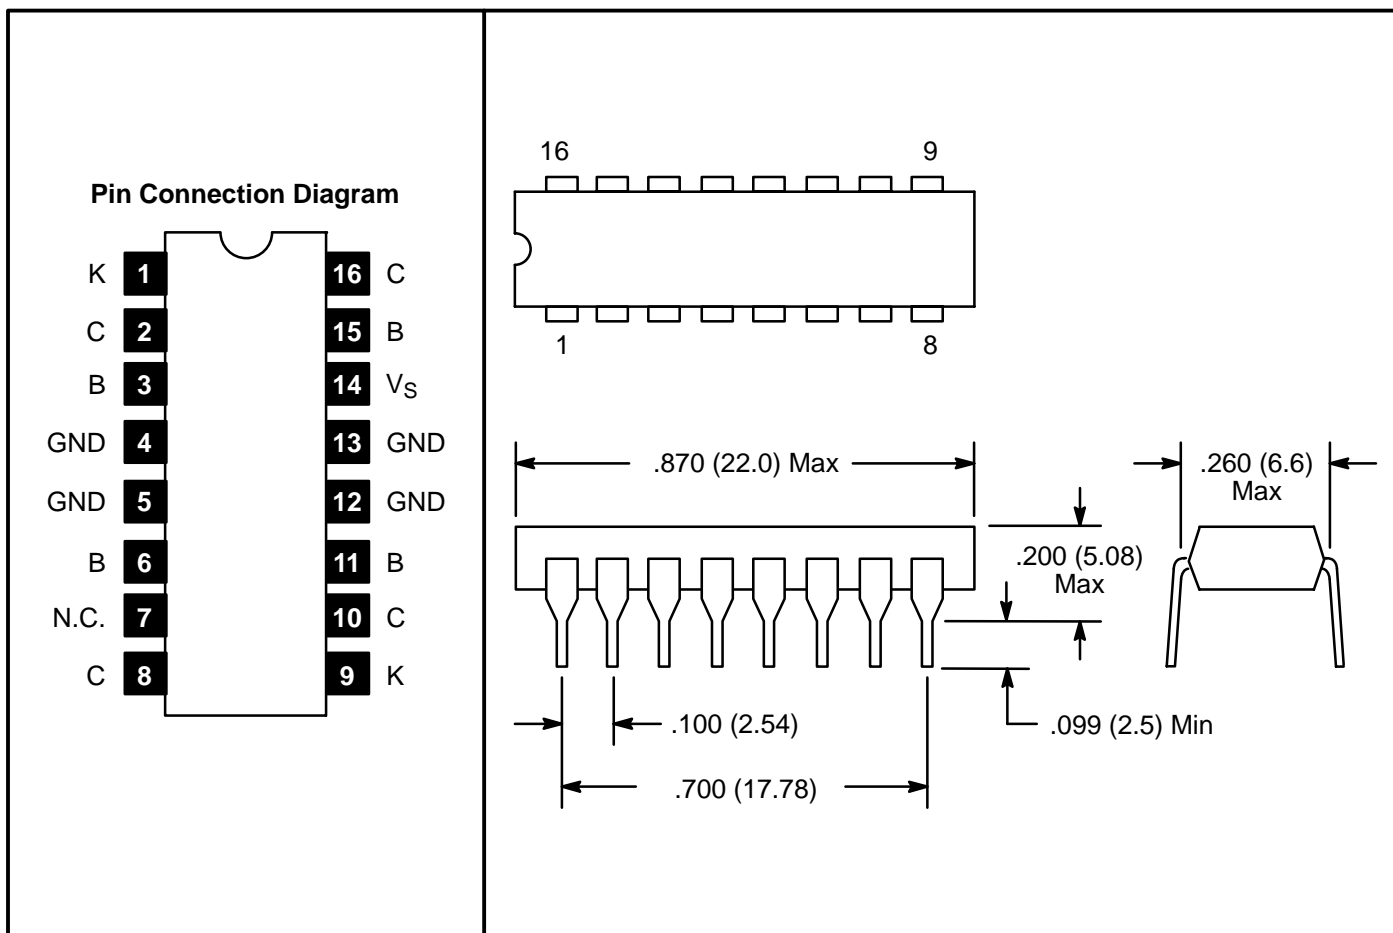 Pin Connection Diagram
K 1 16 C
C 2 15 B
B 3 14 VS
GND 4 13 GND
GND 5 12 GND
B 6 11 B
N.C. 7 10 C
C 8 9 K
16 9
1 8
.870 (22.0) Max
.260 (6.6)
Max
.200 (5.08)
Max
.100 (2.54)
.099 (2.5) Min
.700 (17.78)